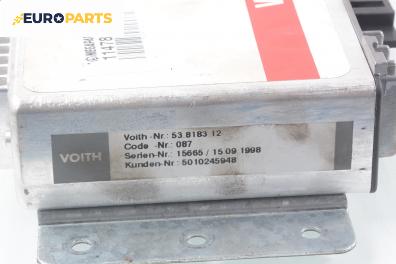 .BG
11478
VOITH
Voith -Nr.: 53.8183.12
Code -Nr.: 087
Serien-Nr.: 15665 / 15.09.1998
Kunden-Nr.: 5010245948